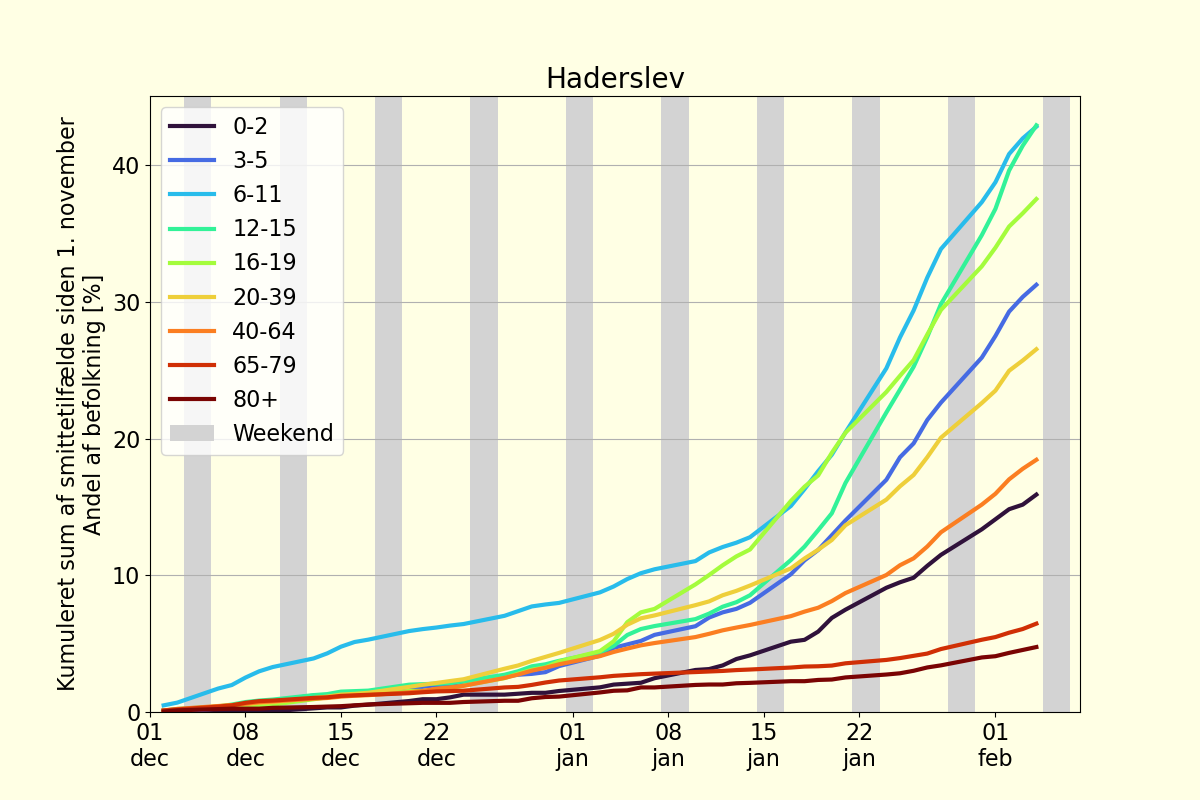 Haderslev
Kumuleret sum af smittetilfælde siden 1. november
Andel af befolkning [%]
0-2
3-5
6-11
12-15
16-19
20-39
40-64
65-79
80+
Weekend
40
30
20
10
0
01 08 15 22 01 08 15 22 01
dec dec dec dec jan jan jan jan feb